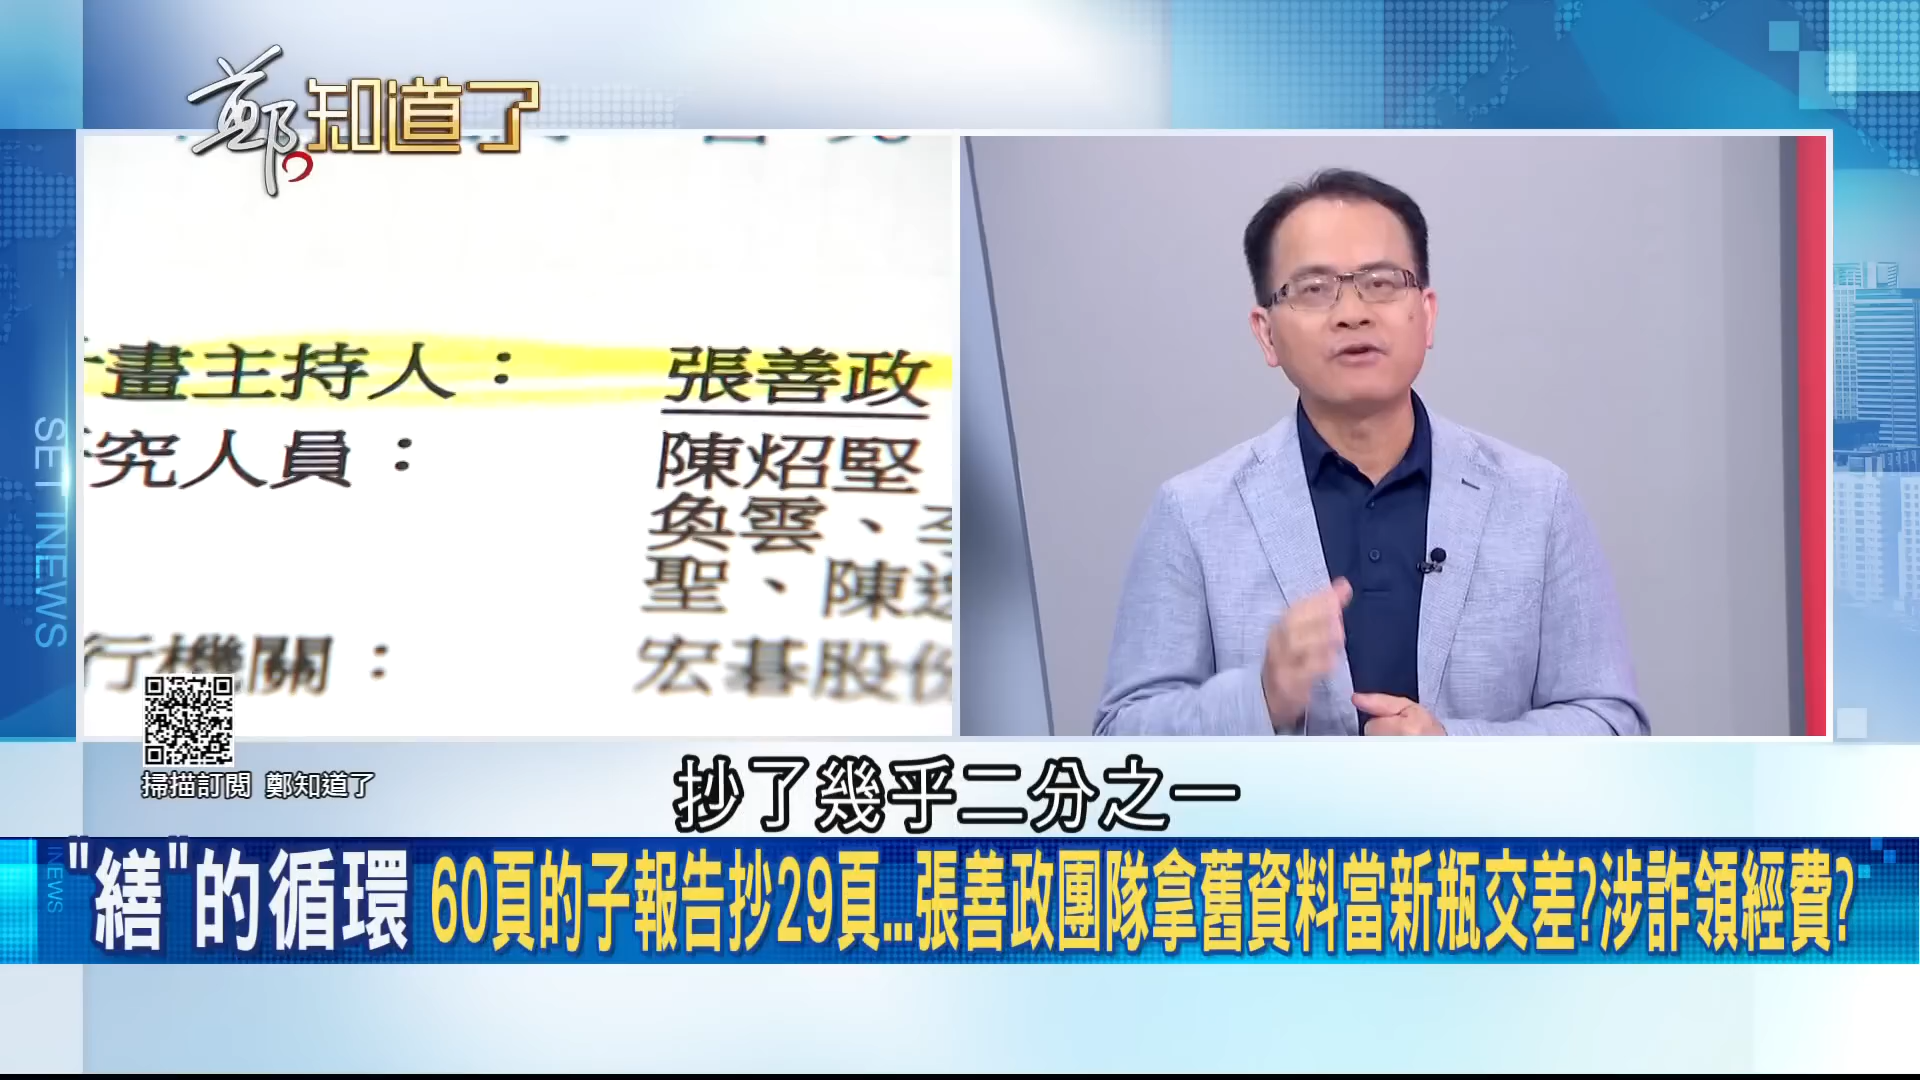 鄭知道了
畫主持人：張善政
究人員：陳炤堅
奐雲、
聖、陳逸
行機關：宏碁股份
SET iNEWS
掃描訂閱 鄭知道了
抄了幾乎二分之一
iNEWS
"繕"的循環 60頁的子報告抄29頁...張善政團隊拿舊資料當新瓶交差?涉詐領經費?